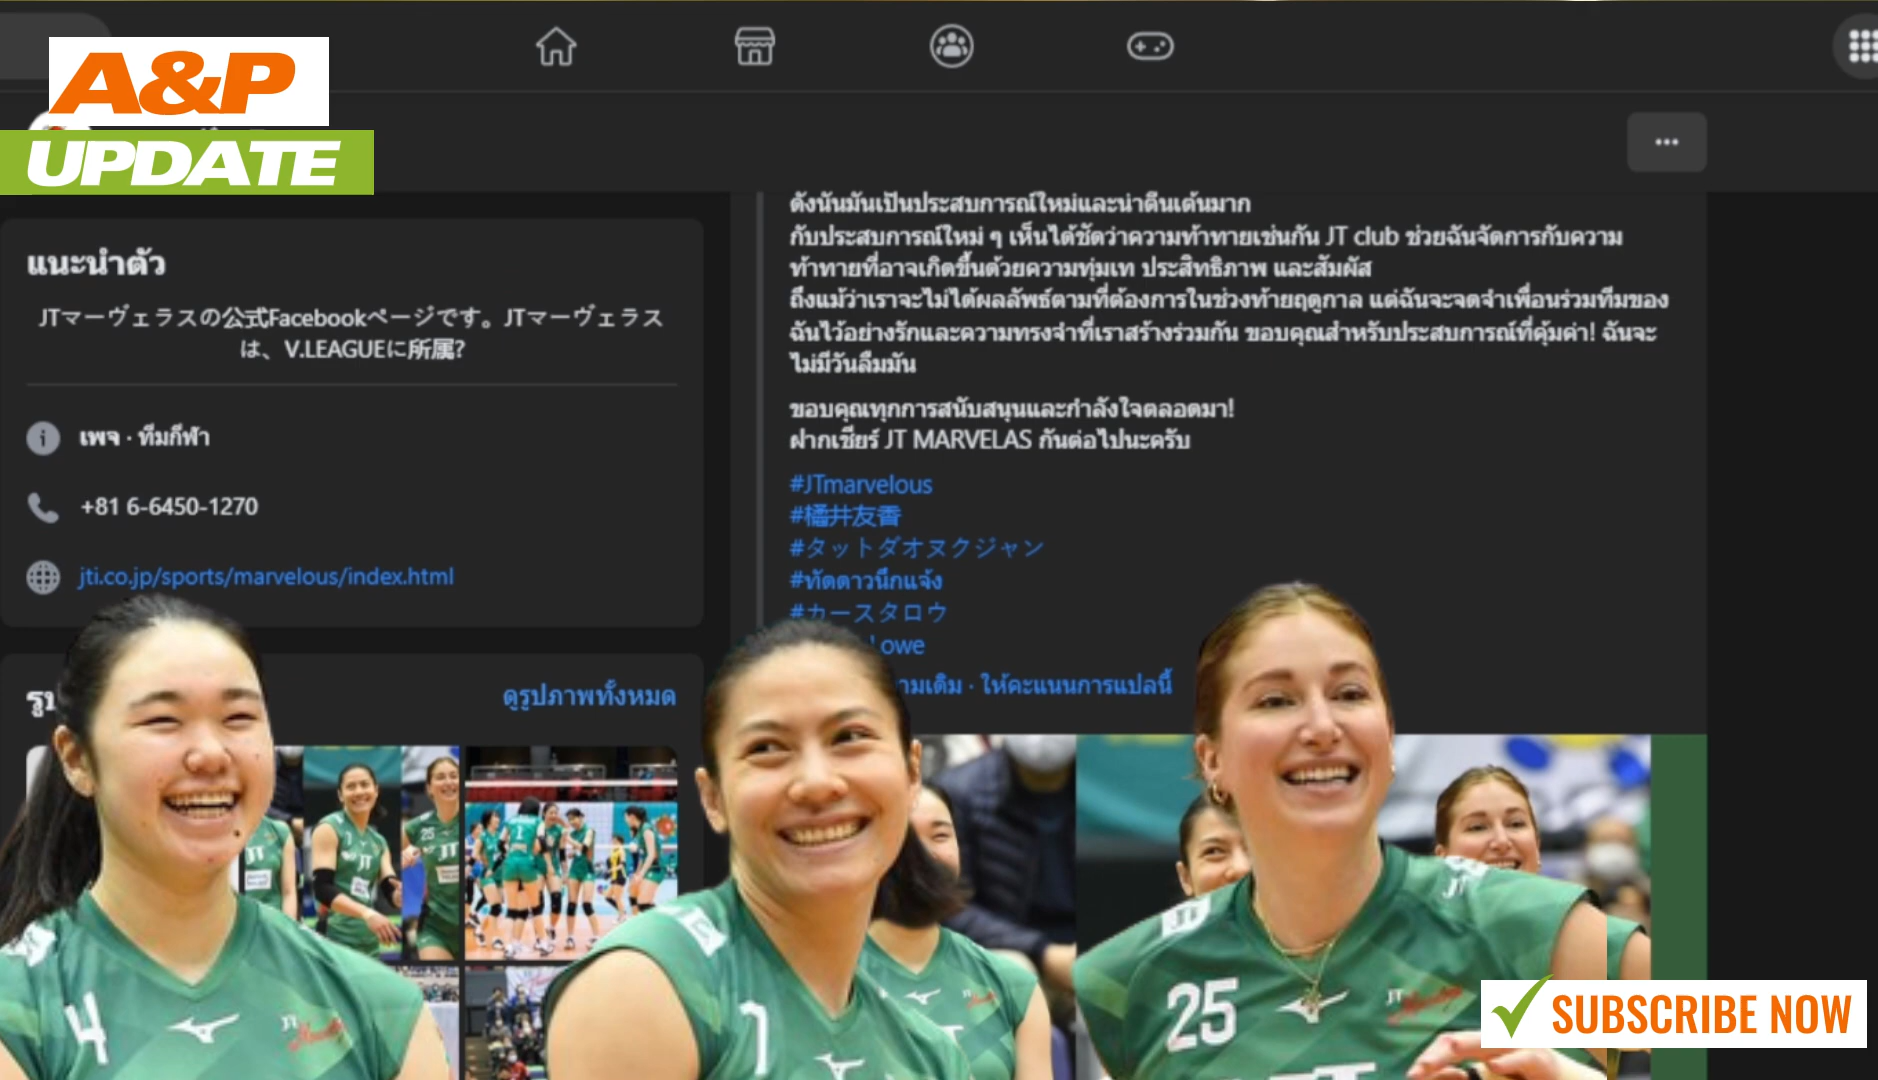 A&P
UPDATE
แนะนำตัว
JTマーヴェラスの公式Facebookページです。JTマーヴェラス
は、V.LEAGUEに所属?
เพจ · ทีมกีฬา
+81 6-6450-1270
jti.co.jp/sports/marvelous/index.html
ดูรูปภาพทั้งหมด
ดังนั้นมันเป็นประสบการณ์ใหม่และน่าตื่นเต้นมาก
กับประสบการณ์ใหม่ ๆ เห็นได้ชัดว่าความท้าทายเช่นกัน JT club ช่วยฉันจัดการกับความ
ท้าทายที่อาจเกิดขึ้นด้วยความทุ่มเท ประสิทธิภาพ และสัมผัส
ถึงแม้ว่าเราจะไม่ได้ผลลัพธ์ตามที่ต้องการในช่วงท้ายฤดูกาล แต่ฉันจะจดจำเพื่อนร่วมทีมของ
ฉันไว้อย่างรักและความทรงจำที่เราสร้างร่วมกัน ขอบคุณสำหรับประสบการณ์ที่คุ้มค่า! ฉันจะ
ไม่มีวันลืมมัน
ขอบคุณทุกการสนับสนุนและกำลังใจตลอดมา!
ฝากเชียร์ JT MARVELAS กันต่อไปนะครับ
#JTmarvelous
#橘井友香
#タットダオヌクジャン
#ทัดดาวนึกแจ้ง
#カースタロウ
Lowe
ามเดิม · ให้คะแนนการแปลนี้
4
7
25
JT
SUBSCRIBE NOW